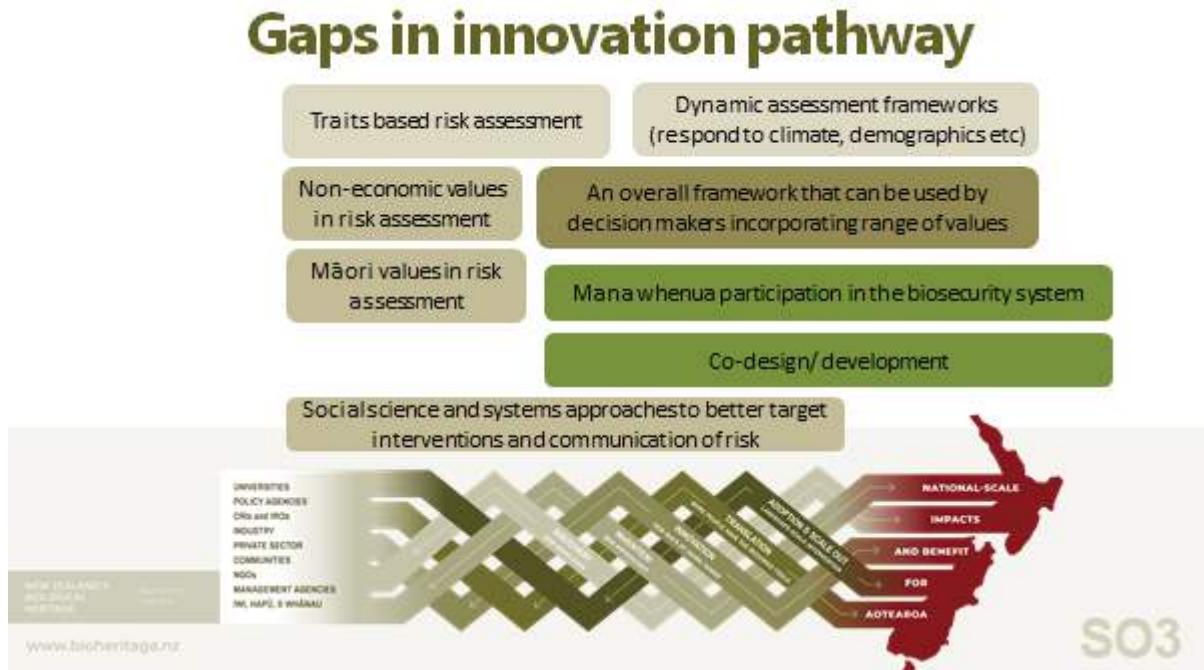 Gaps in innovation pathway
Traits based risk assessment
Dynamic assessment frameworks
(respond to climate, demographics etc)
Non-economic values
in risk assessment
An overall framework that can be used by
decision makers incorporating range of values
Māori values in risk
assessment
Mana whenua participation in the biosecurity system
Co-design/ development
Social science and systems approaches to better target
interventions and communication of risk
UNIVERSITIES
POLICY AGENCIES
CRIs and IROs
INDUSTRY
PRIVATE SECTOR
COMMUNITIES
NGOs
MANAGEMENT AGENCIES
IWI, HAPŪ, & WHĀNAU
TRANSLATION
ADOPTION & SCALE OUT
NATIONAL-SCALE
IMPACTS
AND BENEFIT
FOR
AOTEAROA
NEW ZEALAND'S
BIOLOGICAL
HERITAGE
www.bioheritage.nz
SO3